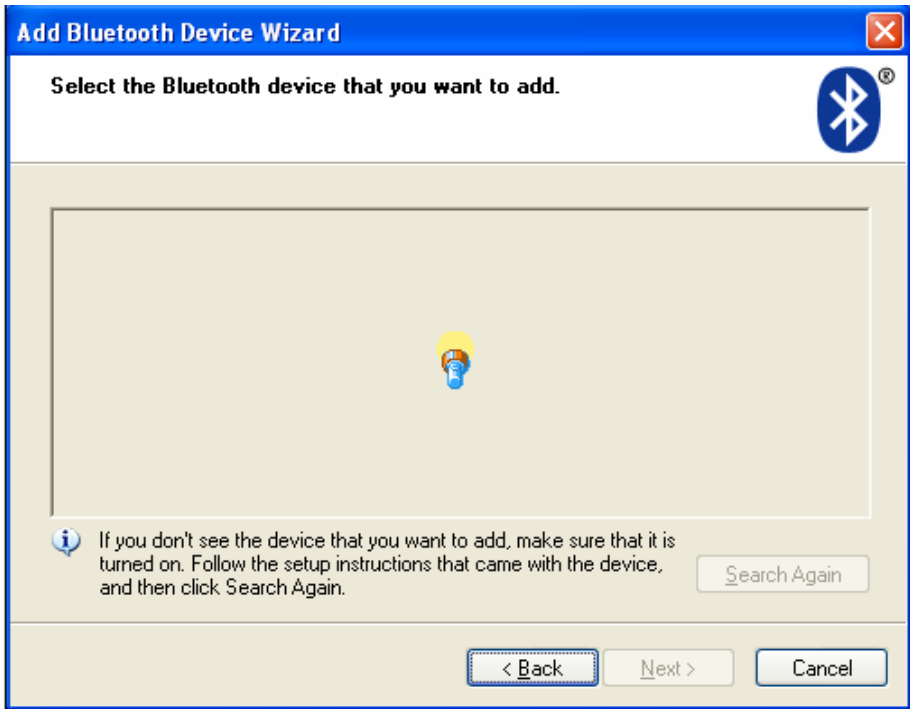 Add Bluetooth Device Wizard
Select the Bluetooth device that you want to add.
®
If you don't see the device that you want to add, make sure that it is
turned on. Follow the setup instructions that came with the device,
and then click Search Again.
Search Again
< Back
Next >
Cancel